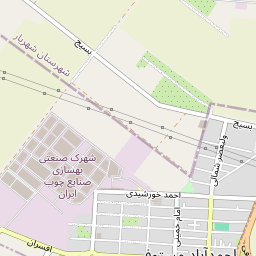 بسیج
شهرستان شهریار
بسیج
ولیعصر شمالی
شهرک صنعتی
بهسازی
صنایع چوب
ایران
احمد خورشیدی
امام خمینی
افسران